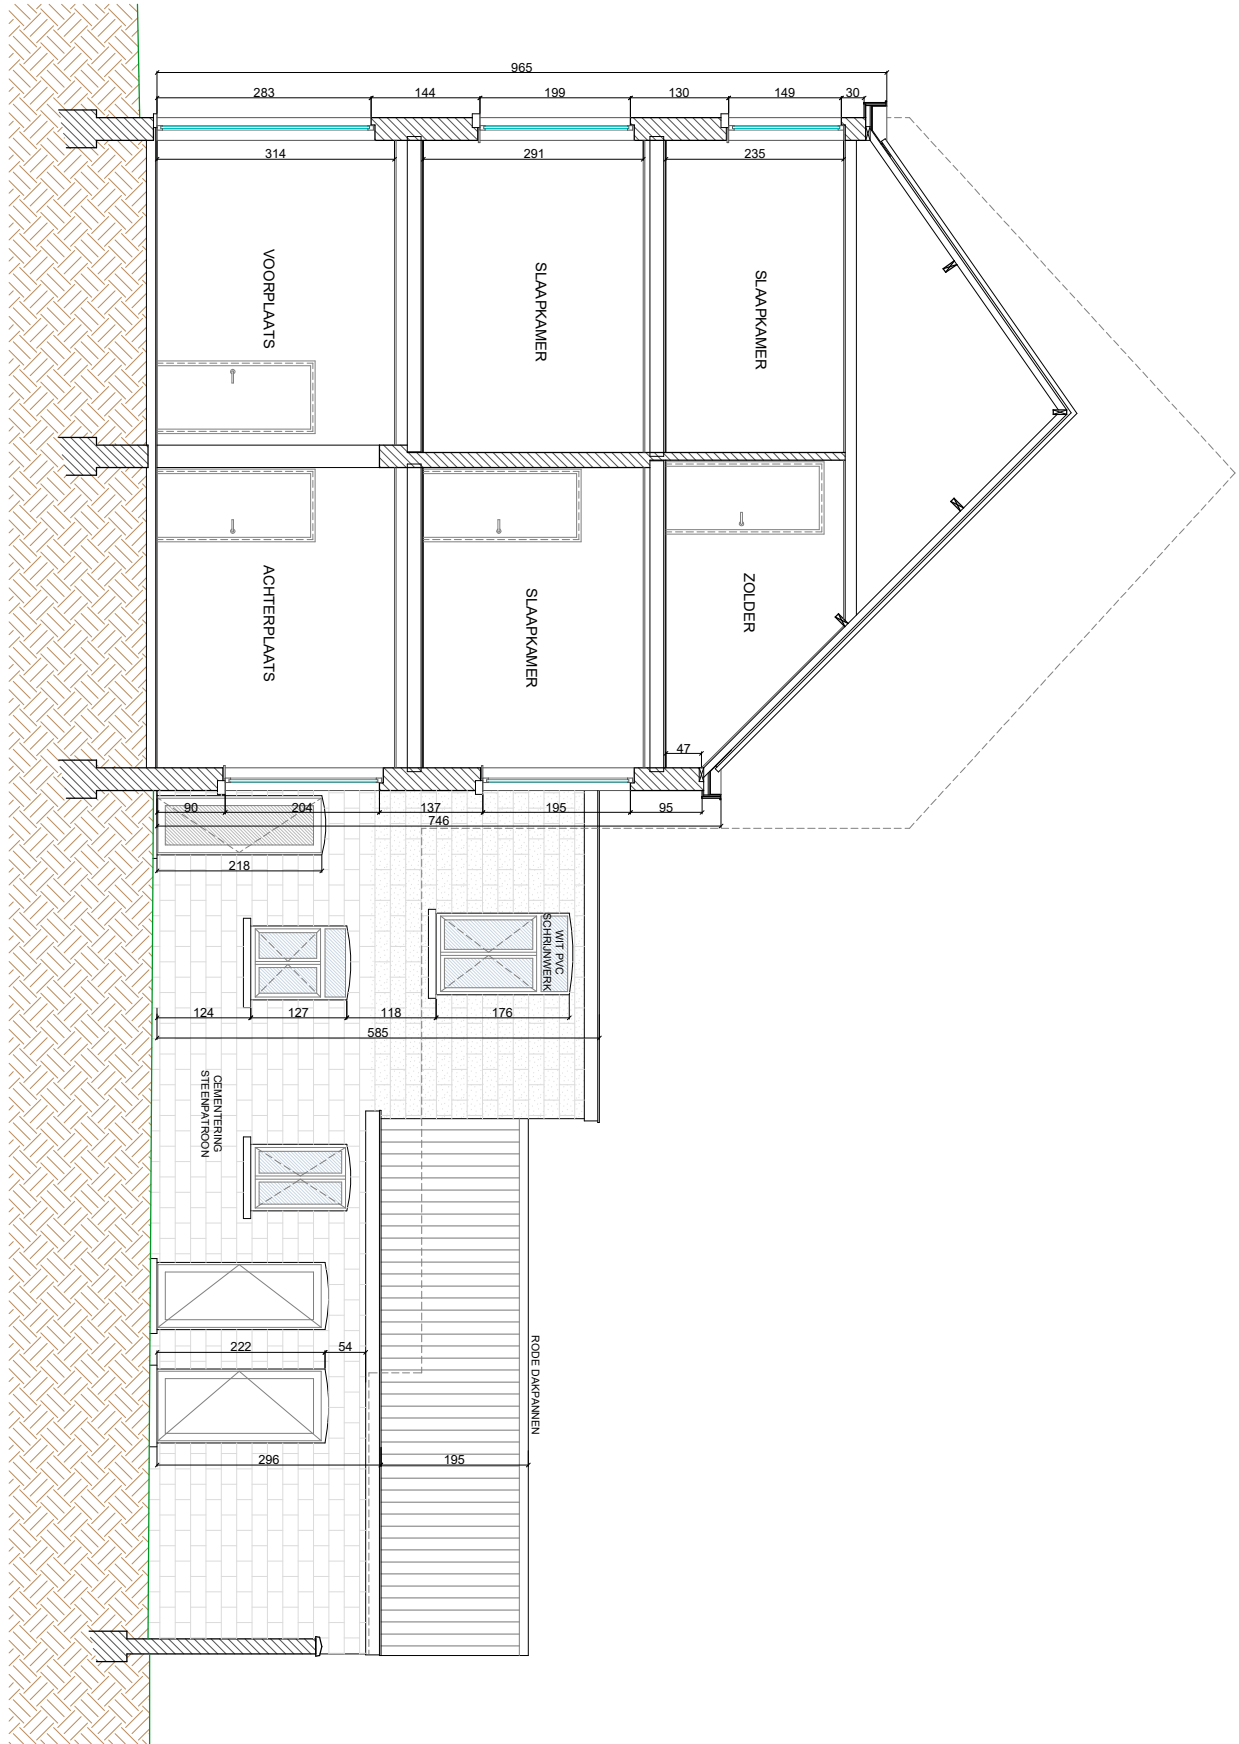 965
283
144
199
130
149
30
314
291
235
VOORPLAATS
SLAAPKAMER
SLAAPKAMER
ACHTERPLAATS
SLAAPKAMER
ZOLDER
47
90
204
137
195
95
746
218
WIT PVC
SCHRIJNWERK
124
127
118
176
585
CEMENTERING
STEENPATROON
222
54
RODE DAKPANNEN
296
195